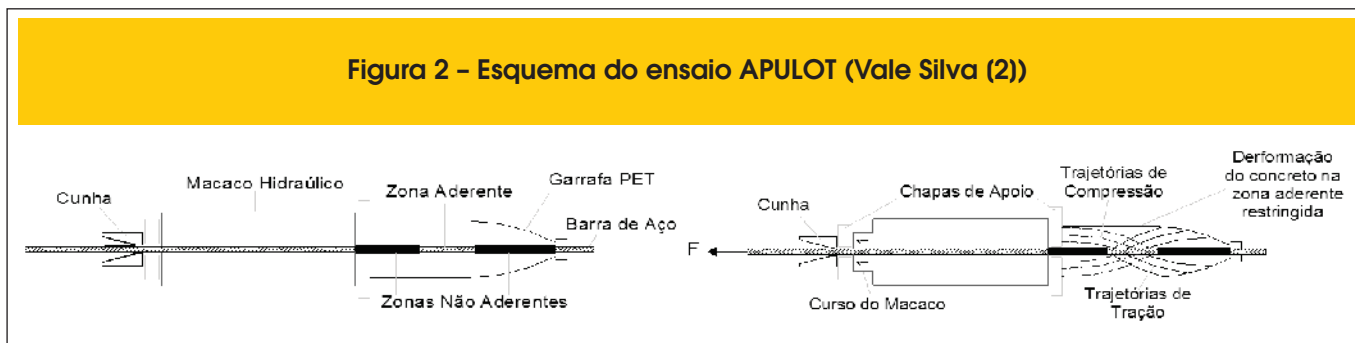 Figura 2 – Esquema do ensaio APULOT (Vale Silva (2))
Cunha
Macaco Hidraúlico
Zona Aderente
Garrafa PET
Barra de Aço
Zonas Não Aderentes
F
Cunha
Chapas de Apoio
Curso do Macaco
Trajetórias de
Compressão
Derformação
do concreto na
zona aderente
restringida
Trajetórias de
Tração